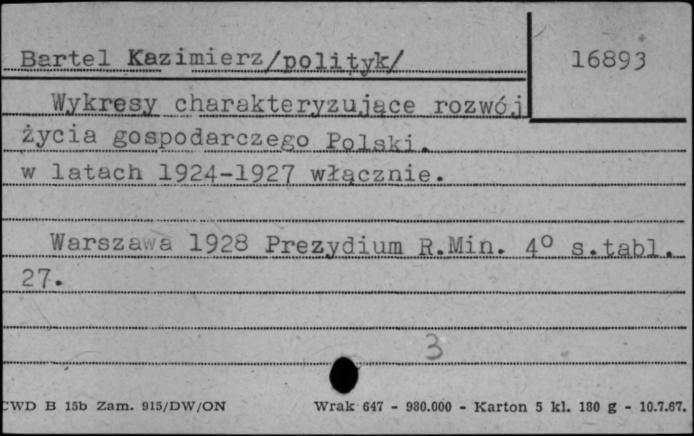 Bartel Kazimierz/polityk/
16893
Wykresy charakteryzujące rozwój
życia gospodarczego Polski.
w latach 1924-1927 włącznie.
Warszawa 1928 Prezydium R.Min. 4° s.tabl.
27.
3
CWD B 15b Zam. 915/DW/ON
Wrak 647 - 980.000 - Karton 5 kl. 180 g - 10.7.67.